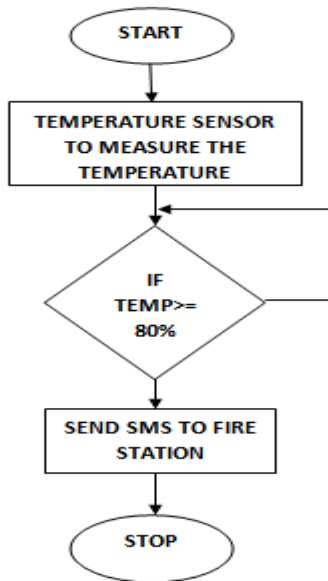 START
TEMPERATURE SENSOR
TO MEASURE THE
TEMPERATURE
IF
TEMP>=
80%
SEND SMS TO FIRE
STATION
STOP